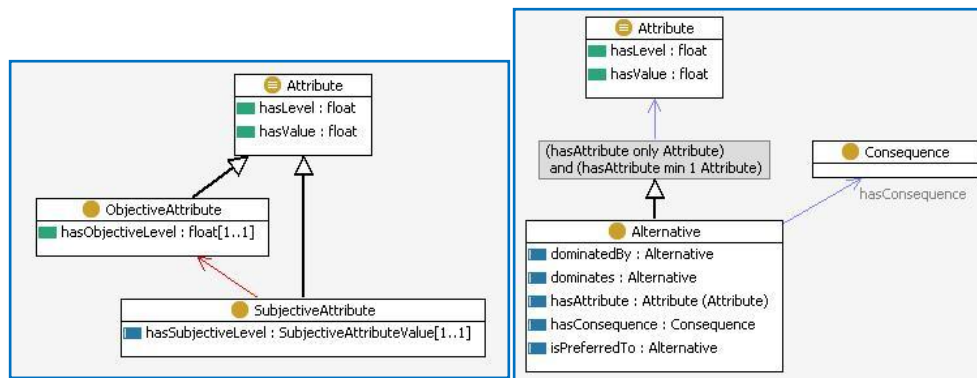 Attribute
hasLevel : float
hasValue : float
ObjectiveAttribute
hasObjectiveLevel : float[1..1]
SubjectiveAttribute
hasSubjectiveLevel : SubjectiveAttributeValue[1..1]
Attribute
hasLevel : float
hasValue : float
(hasAttribute only Attribute)
and (hasAttribute min 1 Attribute)
Consequence
hasConsequence
Alternative
dominatedBy : Alternative
dominates : Alternative
hasAttribute : Attribute (Attribute)
hasConsequence : Consequence
isPreferredTo : Alternative